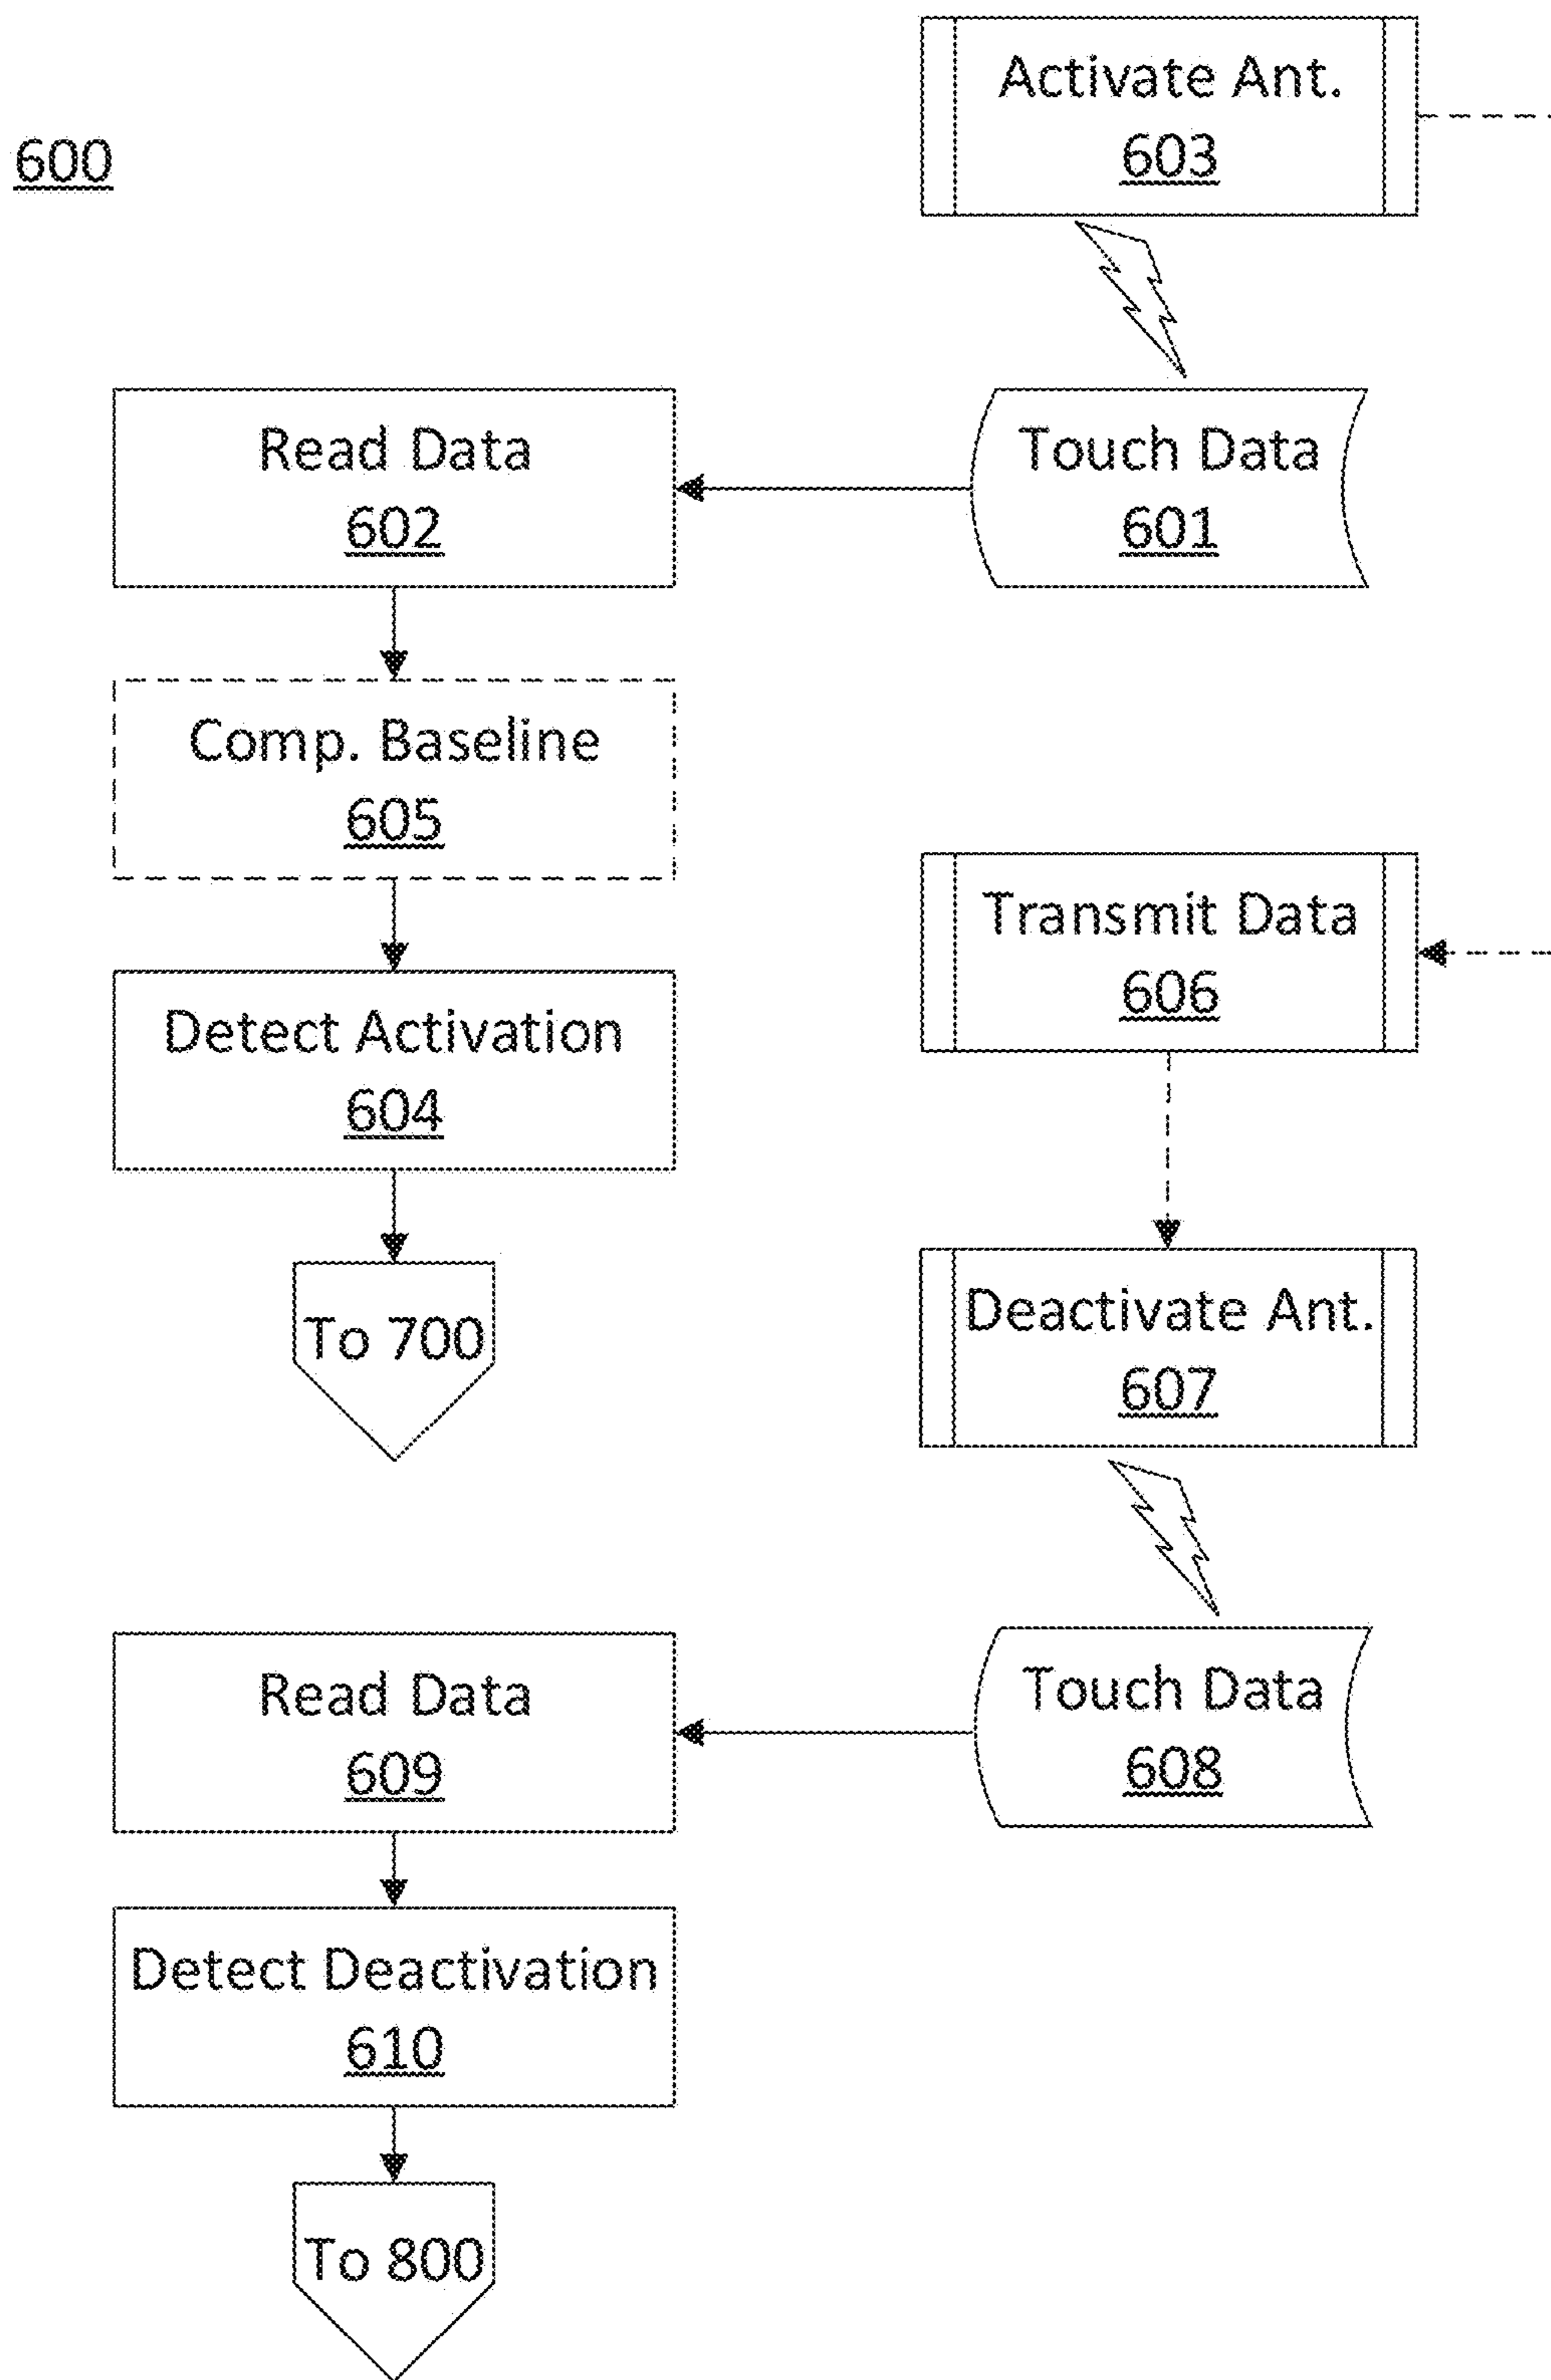 Activate Ant.
603
600
Read Data
602
Touch Data
601
Comp. Baseline
605
Transmit Data
606
Detect Activation
604
To 700
Deactivate Ant.
607
Read Data
609
Touch Data
608
Detect Deactivation
610
To 800